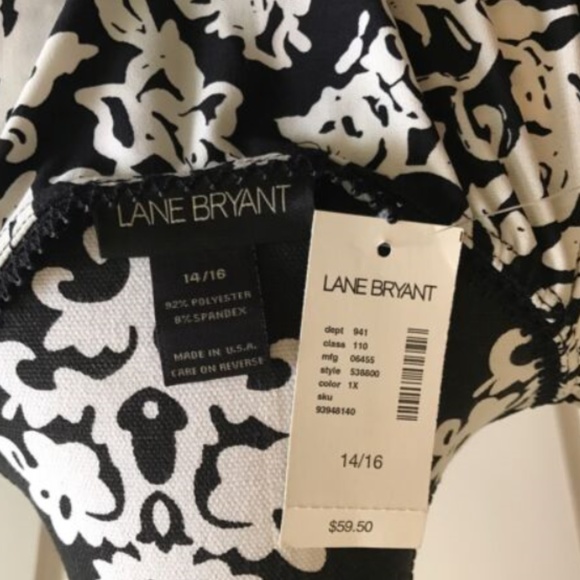 LANE BRYANT
14/16
92% POLYESTER
8% SPANDEX
MADE IN U.S.A.
CARE ON REVERSE
LANE BRYANT
dept 941
class 110
mfg 06455
style 535800
color 1X
sku
93948140
14/16
$59.50